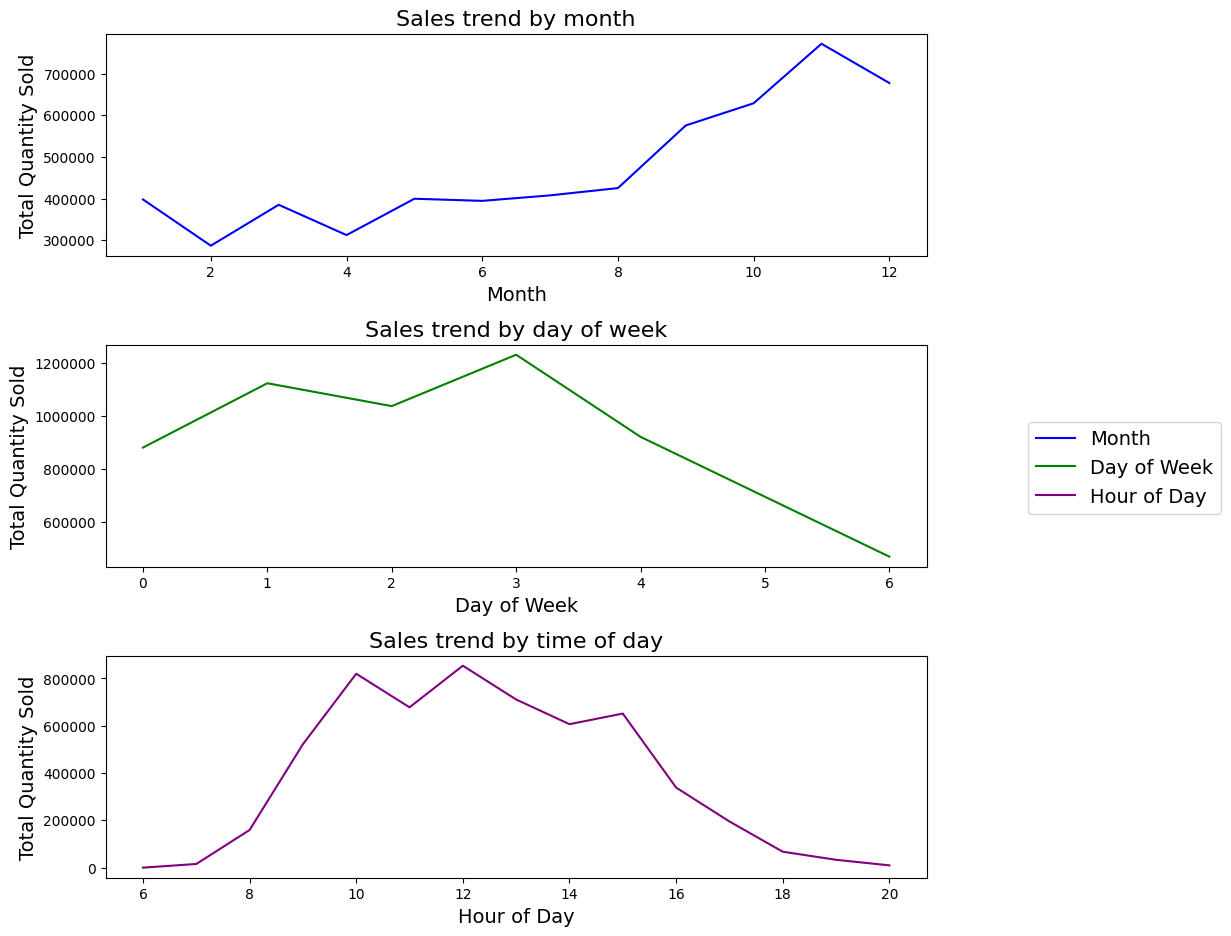 Sales trend by month
Total Quantity Sold
700000
600000
500000
400000
300000
2 4 6 8 10 12
Month
Sales trend by day of week
Total Quantity Sold
1200000
1000000
800000
600000
0 1 2 3 4 5 6
Day of Week
Month
Day of Week
Hour of Day
Sales trend by time of day
Total Quantity Sold
800000
600000
400000
200000
0
6 8 10 12 14 16 18 20
Hour of Day